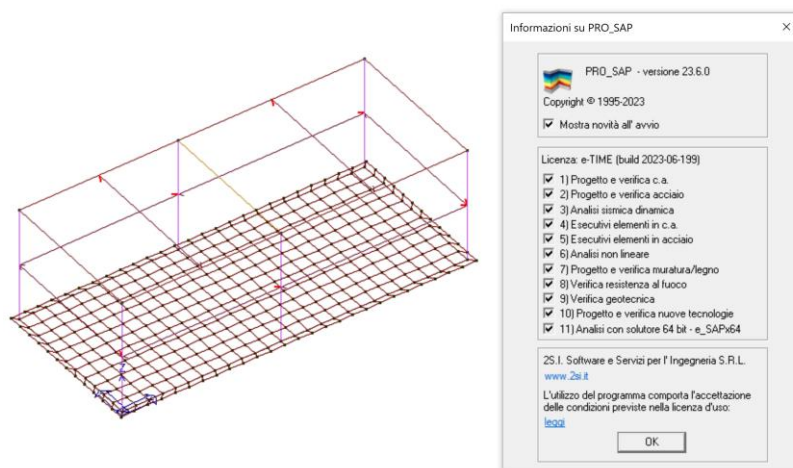 Informazioni su PRO_SAP
PRO_SAP - versione 23.6.0
Copyright © 1995-2023
Mostra novità all' avvio
Licenza: e-TIME (build 2023-06-199)
1) Progetto e verifica c.a.
2) Progetto e verifica acciaio
3) Analisi sismica dinamica
4) Esecutivi elementi in c.a.
5) Esecutivi elementi in acciaio
6) Analisi non lineare
7) Progetto e verifica muratura/legno
8) Verifica resistenza al fuoco
9) Verifica geotecnica
10) Progetto e verifica nuove tecnologie
11) Analisi con solutore 64 bit - e_SAPx64
2S.I. Software e Servizi per l' Ingegneria S.R.L.
www.2si.it
L'utilizzo del programma comporta l'accettazione
delle condizioni previste nella licenza d'uso:
leggi
OK